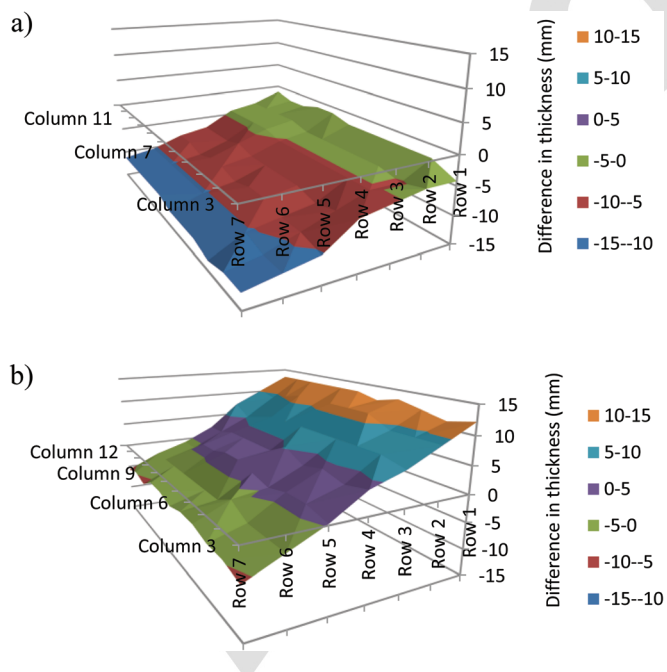 a)
15
10
5
0
-5
-10
-15
Column 11
Column 7
Column 3
Row 7
Row 6
Row 5
Row 4
Row 3
Row 2
Row 1
Difference in thickness (mm)
10-15
5-10
0-5
-5-0
-10--5
-15--10
b)
15
10
5
0
-5
-10
-15
Column 12
Column 9
Column 6
Column 3
Row 7
Row 6
Row 5
Row 4
Row 3
Row 2
Row 1
Difference in thickness (mm)
10-15
5-10
0-5
-5-0
-10--5
-15--10